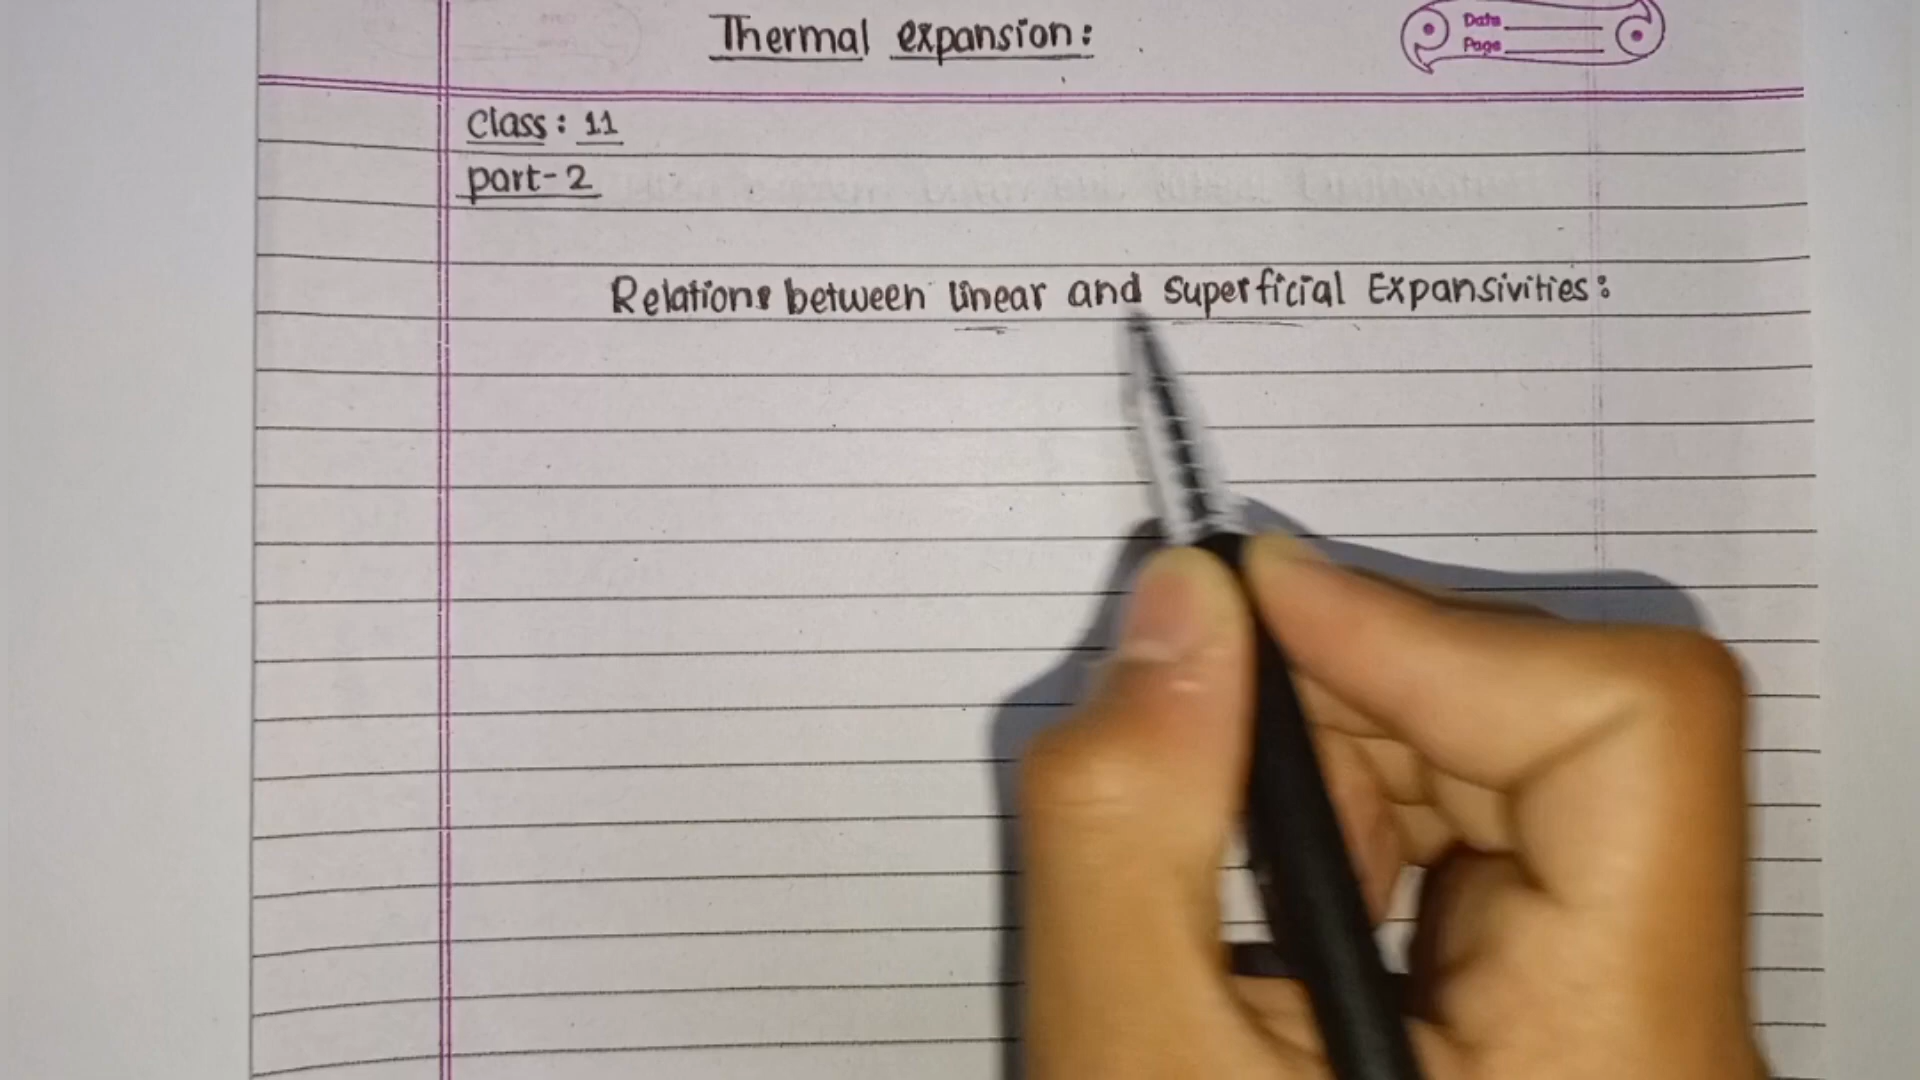 Thermal expansion:
Date
Page
Class: 11
part-2
Relations between linear and superficial Expansivities: